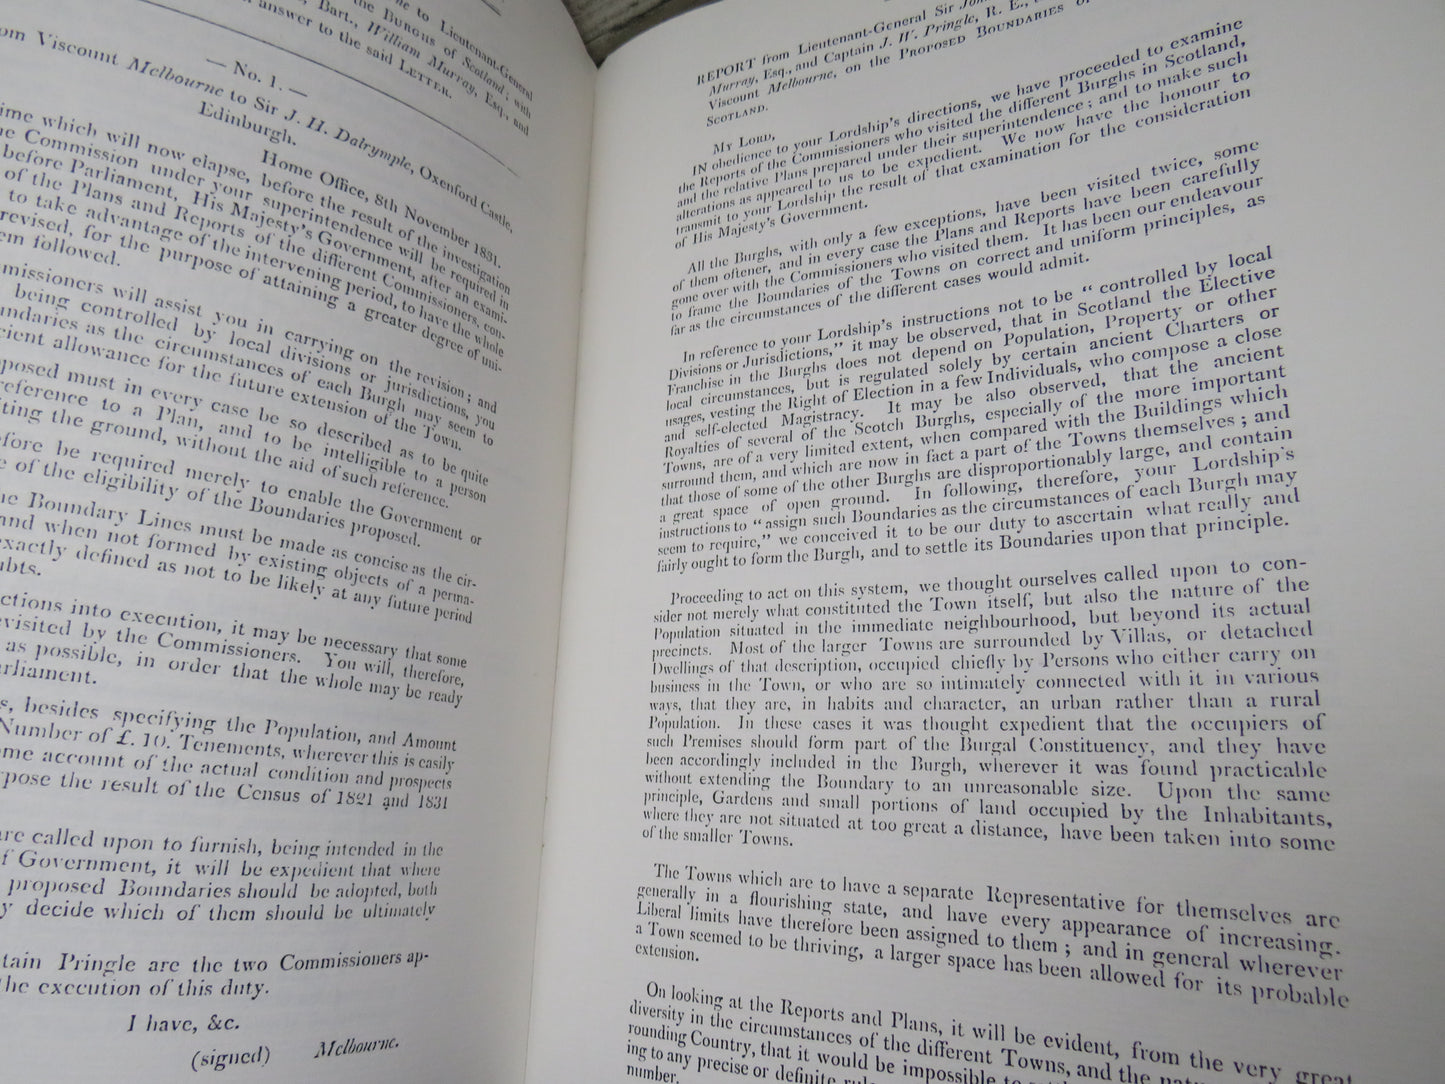 ne to Lieutenant-General
the BURGHS of Scotland; with
, Bart., William Murray, Esq., and
answer to the said LETTER.
— No. 1. —
om Viscount Melbourne to Sir J. H. Dalrymple, Oxenford Castle,
Edinburgh.
Home Office, 8th November 1831.
ime which will now elapse, before the result of the investigation
he Commission under your superintendence will be required in
before Parliament, His Majesty's Government, after an exami-
of the Plans and Reports of the different Commissioners, con-
to take advantage of the intervening period, to have the whole
revised, for the purpose of attaining a greater degree of uni-
em followed.
mmissioners will assist you in carrying on the revision; and
being controlled by local divisions or jurisdictions, you
undaries as the circumstances of each Burgh may seem to
cient allowance for the future extension of the Town.
posed must in every case be so described as to be quite
reference to a Plan, and to be intelligible to a person
iting the ground, without the aid of such reference.
efore be required merely to enable the Government or
e of the eligibility of the Boundaries proposed.
he Boundary Lines must be made as concise as the cir-
and when not formed by existing objects of a perma-
exactly defined as not to be likely at any future period
ubts.
ctions into execution, it may be necessary that some
evisited by the Commissioners. You will, therefore,
as possible, in order that the whole may be ready
arliament.
s, besides specifying the Population, and Amount
Number of £. 10. Tenements, wherever this is easily
ome account of the actual condition and prospects
rpose the result of the Census of 1821 and 1831
are called upon to furnish, being intended in the
f Government, it will be expedient that where
proposed Boundaries should be adopted, both
y decide which of them should be ultimately
tain Pringle are the two Commissioners ap-
the execution of this duty.
I have, &c.
(signed) Melbourne.
REPORT from Lieutenant-General Sir John
Murray, Esq., and Captain J. W. Pringle, R. E.,
Viscount Melbourne, on the PROPOSED BOUNDARIES OF
SCOTLAND.
MY LORD,
IN obedience to your Lordship's directions, we have proceeded to examine
the Reports of the Commissioners who visited the different Burghs in Scotland,
and the relative Plans prepared under their superintendence; and to make such
alterations as appeared to us to be expedient. We now have the honour to
transmit to your Lordship the result of that examination for the consideration
of His Majesty's Government.
All the Burghs, with only a few exceptions, have been visited twice, some
of them oftener, and in every case the Plans and Reports have been carefully
gone over with the Commissioners who visited them. It has been our endeavour
to frame the Boundaries of the Towns on correct and uniform principles, as
far as the circumstances of the different cases would admit.
In reference to your Lordship's instructions not to be "controlled by local
Divisions or Jurisdictions," it may be observed, that in Scotland the Elective
Franchise in the Burghs does not depend on Population, Property or other
local circumstances, but is regulated solely by certain ancient Charters or
usages, vesting the Right of Election in a few Individuals, who compose a close
and self-elected Magistracy. It may be also observed, that the ancient
Royalties of several of the Scotch Burghs, especially of the more important
Towns, are of a very limited extent, when compared with the Buildings which
surround them, and which are now in fact a part of the Towns themselves; and
that those of some of the other Burghs are disproportionably large, and contain
a great space of open ground. In following, therefore, your Lordship's
instructions to "assign such Boundaries as the circumstances of each Burgh may
seem to require," we conceived it to be our duty to ascertain what really and
fairly ought to form the Burgh, and to settle its Boundaries upon that principle.
Proceeding to act on this system, we thought ourselves called upon to con-
sider not merely what constituted the Town itself, but also the nature of the
Population situated in the immediate neighbourhood, but beyond its actual
precincts. Most of the larger Towns are surrounded by Villas, or detached
Dwellings of that description, occupied chiefly by Persons who either carry on
business in the Town, or who are so intimately connected with it in various
ways, that they are, in habits and character, an urban rather than a rural
Population. In these cases it was thought expedient that the occupiers of
such Premises should form part of the Burgal Constituency, and they have
been accordingly included in the Burgh, wherever it was found practicable
without extending the Boundary to an unreasonable size. Upon the same
principle, Gardens and small portions of land occupied by the Inhabitants,
where they are not situated at too great a distance, have been taken into some
of the smaller Towns.
The Towns which are to have a separate Representative for themselves are
generally in a flourishing state, and have every appearance of increasing.
Liberal limits have therefore been assigned to them; and in general wherever
a Town seemed to be thriving, a larger space has been allowed for its probable
extension.
On looking at the Reports and Plans, it will be evident, from the very great
diversity in the circumstances of the different Towns, and the natu
rounding Country, that it would be impossible to
ing to any precise or definite rule
number.